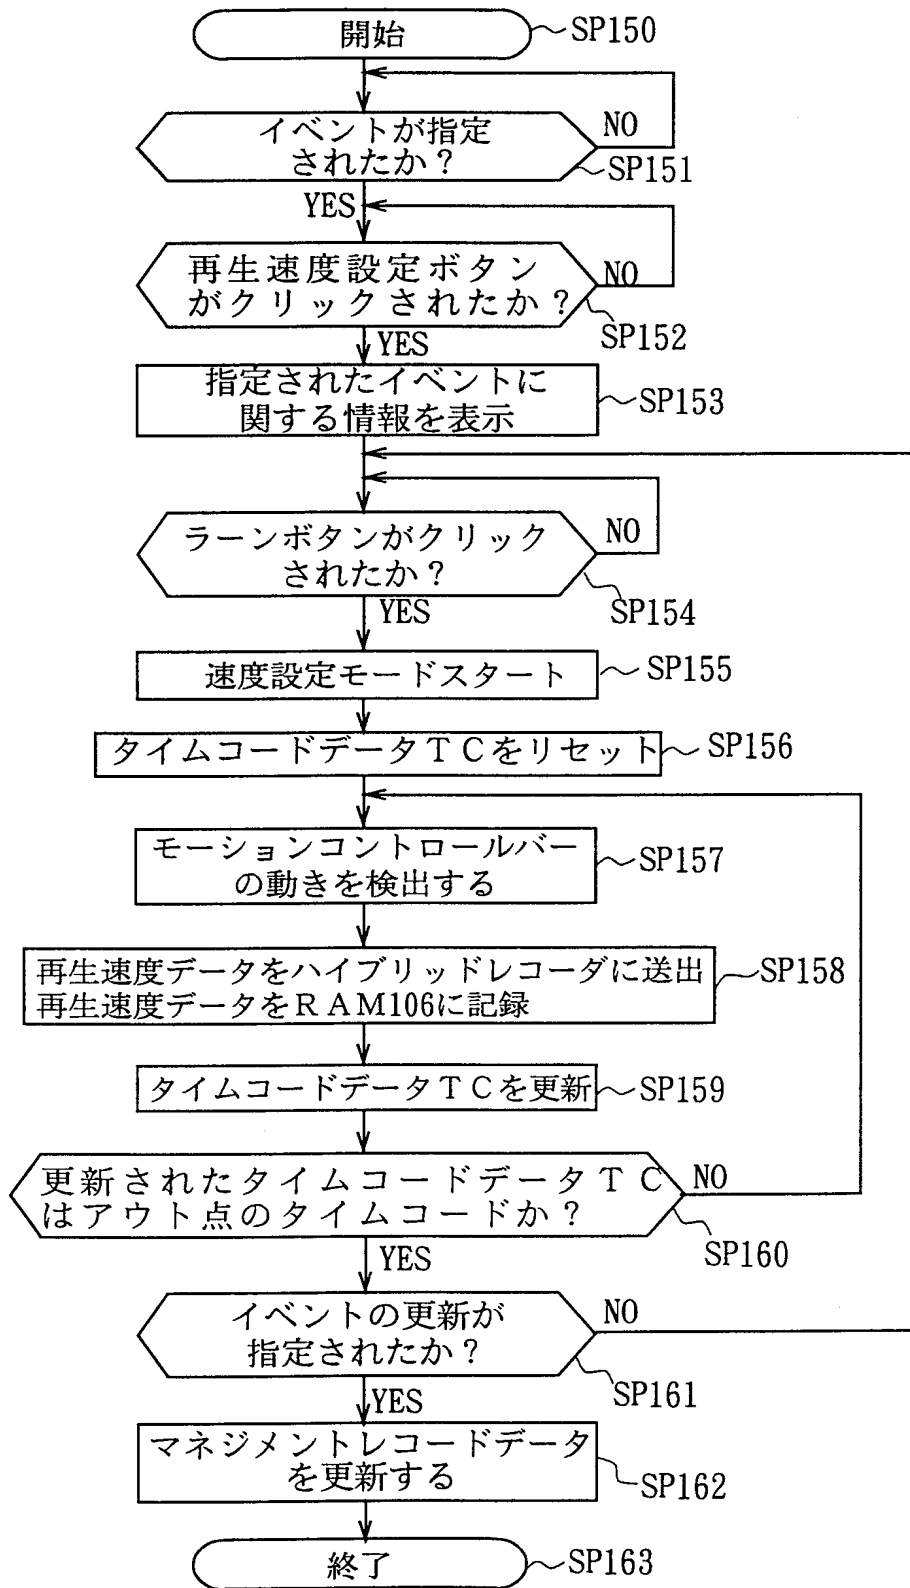 開始
SP150
イベントが指定
されたか?
NO
SP151
YES
再生速度設定ボタン
がクリックされたか?
NO
SP152
YES
指定されたイベントに
関する情報を表示
SP153
ラーンボタンがクリック
されたか?
NO
SP154
YES
速度設定モードスタート
SP155
タイムコードデータTCをリセット
SP156
モーションコントロールバー
の動きを検出する
SP157
再生速度データをハイブリッドレコーダに送出
再生速度データをRAM106に記録
SP158
タイムコードデータTCを更新
SP159
更新されたタイムコードデータTC
はアウト点のタイムコードか?
NO
SP160
YES
イベントの更新が
指定されたか?
NO
SP161
YES
マネジメントレコードデータ
を更新する
SP162
終了
SP163